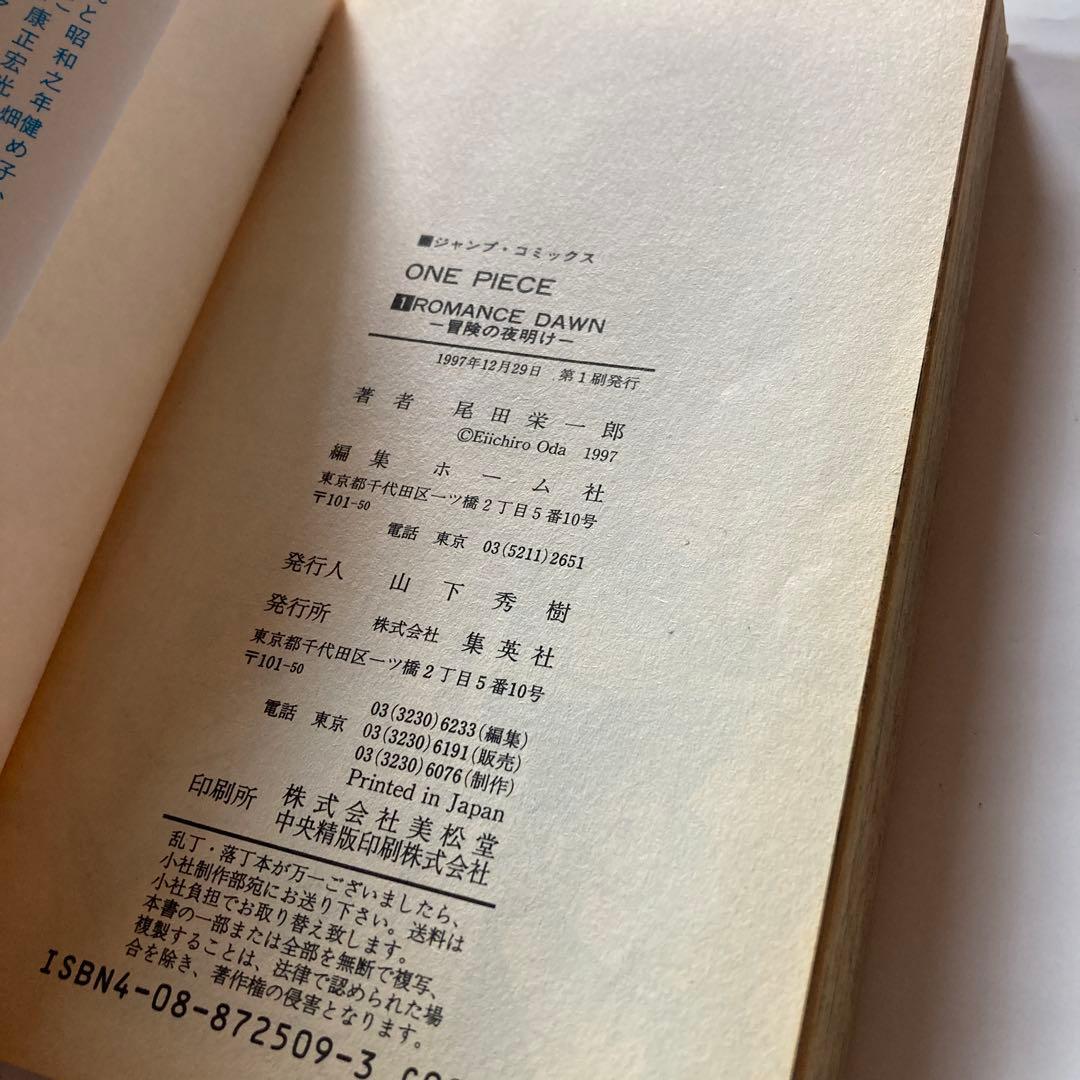 ■ジャンプ・コミックス
ONE PIECE
1 ROMANCE DAWN
ー冒険の夜明けー
1997年12月29日 第1刷発行
著者 尾田栄一郎
©Eiichiro Oda 1997
編集 ホーム社
東京都千代田区一ツ橋2丁目5番10号
〒101-50
電話 東京 03(5211)2651
発行人 山下秀樹
発行所 株式会社 集英社
東京都千代田区一ツ橋2丁目5番10号
〒101-50
03(3230)6233(編集)
電話 東京 03(3230)6191(販売)
03(3230)6076(制作)
Printed in Japan
印刷所 株式会社美松堂
中央精版印刷株式会社
乱丁・落丁本が万一ございましたら、
小社制作部宛にお送り下さい。送料は
小社負担でお取り替え致します。
本書の一部または全部を無断で複写、
複製することは、法律で認められた場
合を除き、著作権の侵害となります。
ISBN4-08-872509-3
と昭和之年健め子、
康正宏光畑